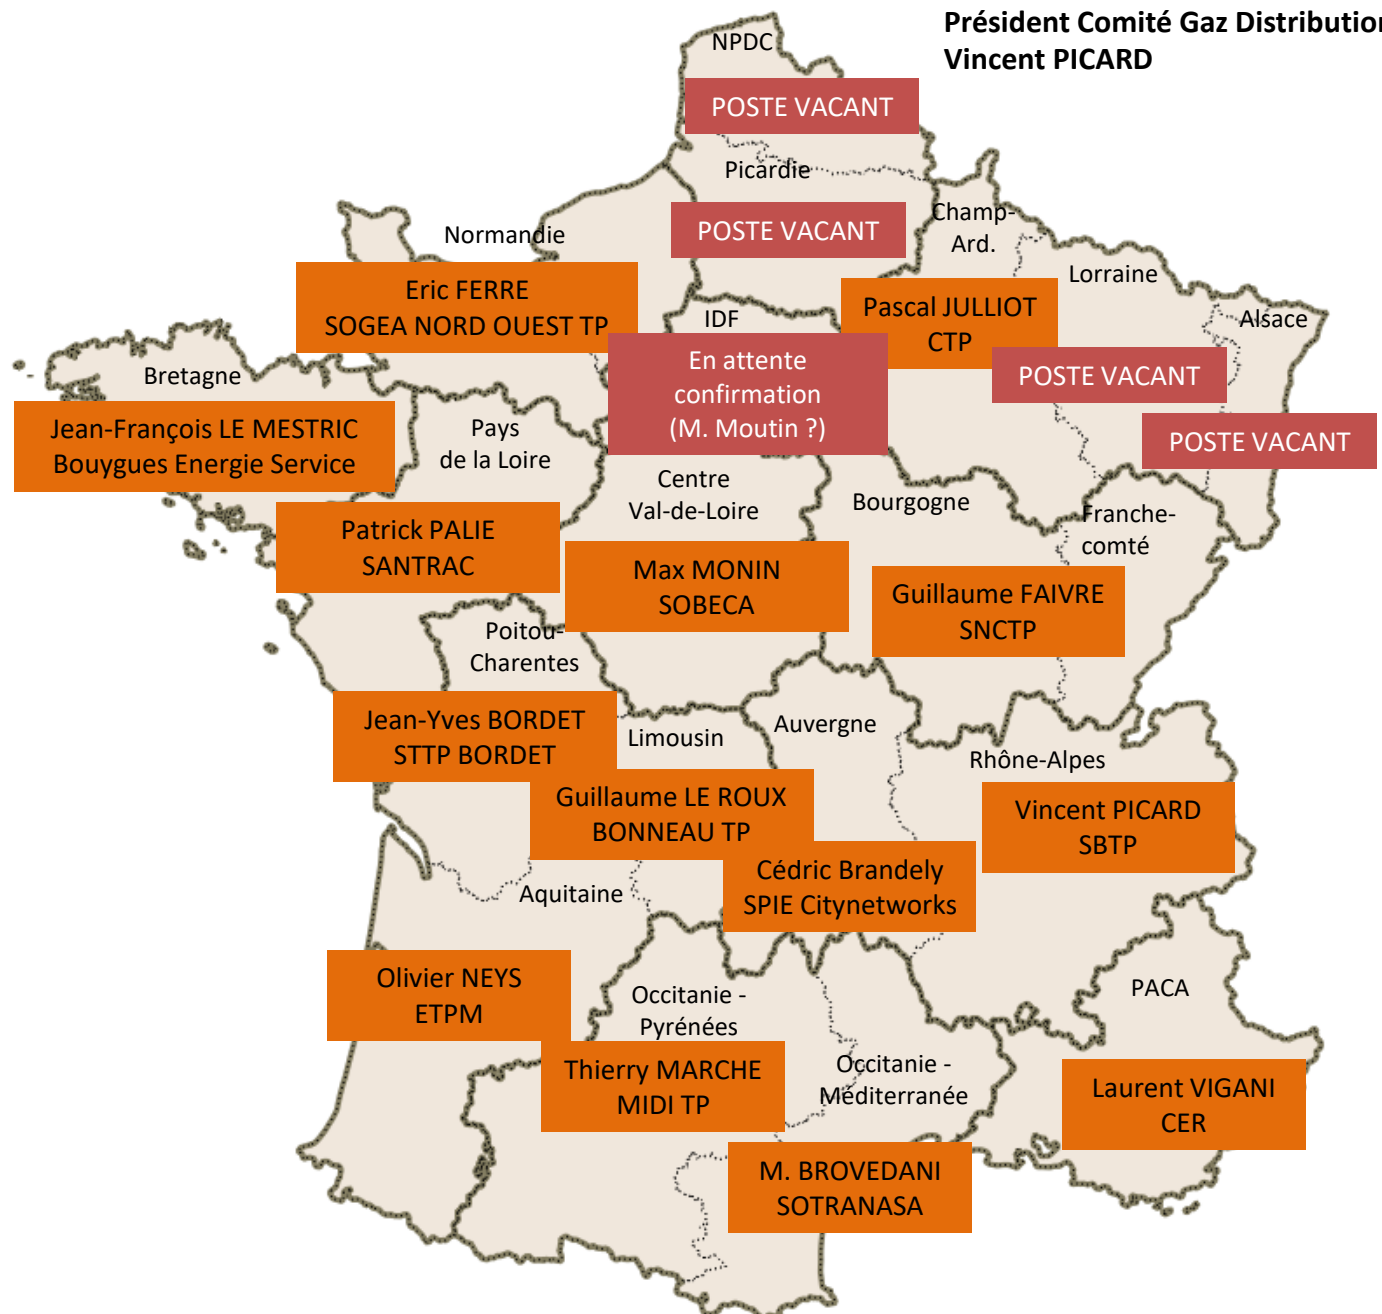 Président Comité Gaz Distribution
Vincent PICARD
NPDC
POSTE VACANT
Picardie
POSTE VACANT
Champ-
Ard.
Normandie
Eric FERRE
SOGEA NORD OUEST TP
Lorraine
Pascal JULLIOT
CTP
IDF
En attente
confirmation
(M. Moutin ?)
Alsace
POSTE VACANT
POSTE VACANT
Bretagne
Jean-François LE MESTRIC
Bouygues Energie Service
Pays
de la Loire
Patrick PALIE
SANTRAC
Centre
Val-de-Loire
Max MONIN
SOBECA
Bourgogne
Franche-
comté
Guillaume FAIVRE
SNCTP
Poitou-
Charentes
Jean-Yves BORDET
STTP BORDET
Limousin
Guillaume LE ROUX
BONNEAU TP
Auvergne
Cédric Brandely
SPIE Citynetworks
Rhône-Alpes
Vincent PICARD
SBTP
Aquitaine
Olivier NEYS
ETPM
Occitanie -
Pyrénées
Thierry MARCHE
MIDI TP
Occitanie -
Méditerranée
M. BROVEDANI
SOTRANASA
PACA
Laurent VIGANI
CER